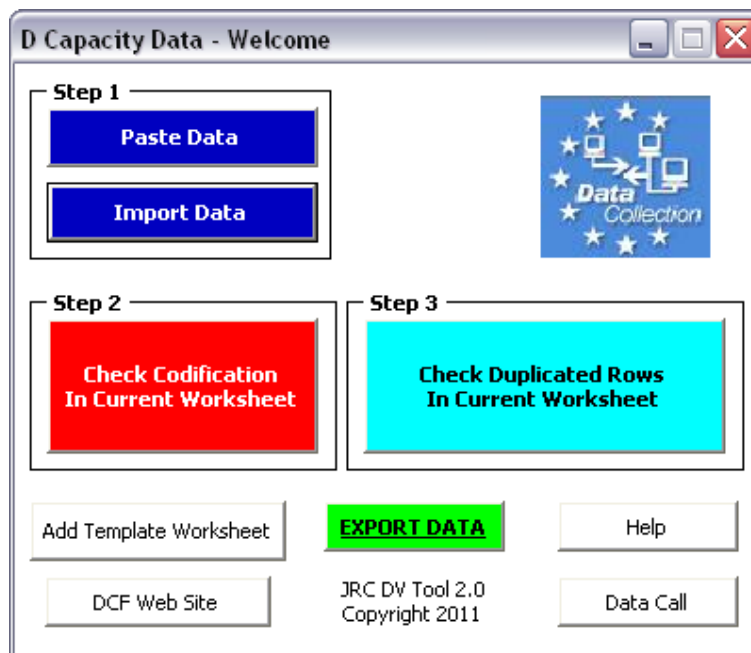 D Capacity Data - Welcome
Step 1
Paste Data
Import Data
Data
Collection
Step 2
Check Codification
In Current Worksheet
Step 3
Check Duplicated Rows
In Current Worksheet
Add Template Worksheet
EXPORT DATA
Help
DCF Web Site
JRC DV Tool 2.0
Copyright 2011
Data Call